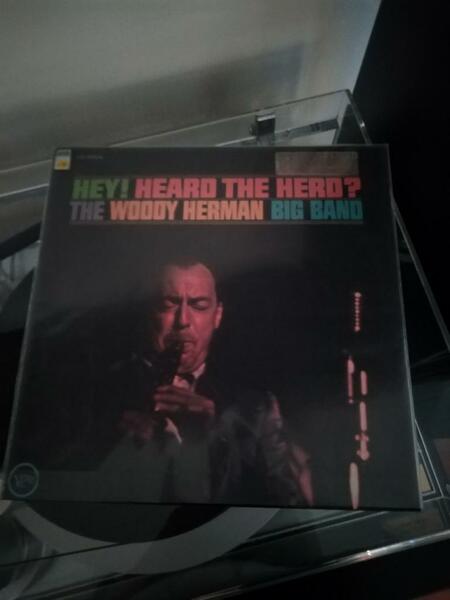 HEY! HEARD THE HERD?
THE WOODY HERMAN BIG BAND
VERVE